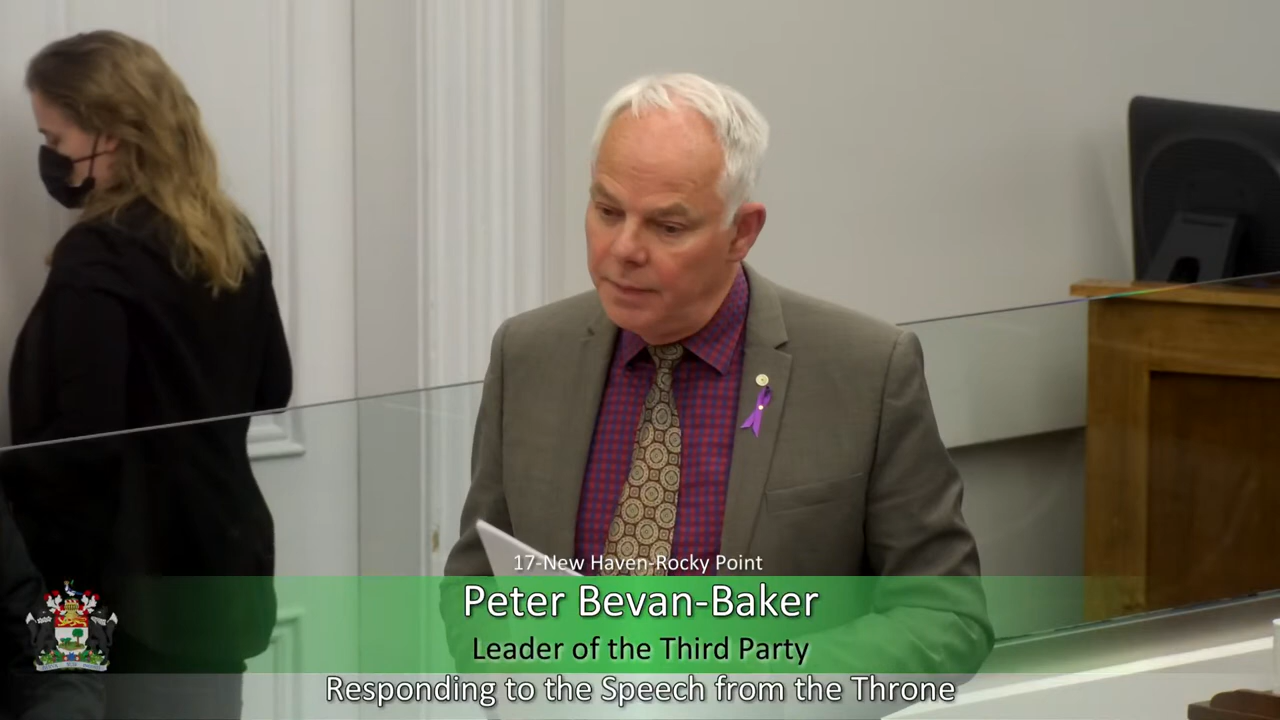 17-New Haven-Rocky Point
Peter Bevan-Baker
Leader of the Third Party
Responding to the Speech from the Throne